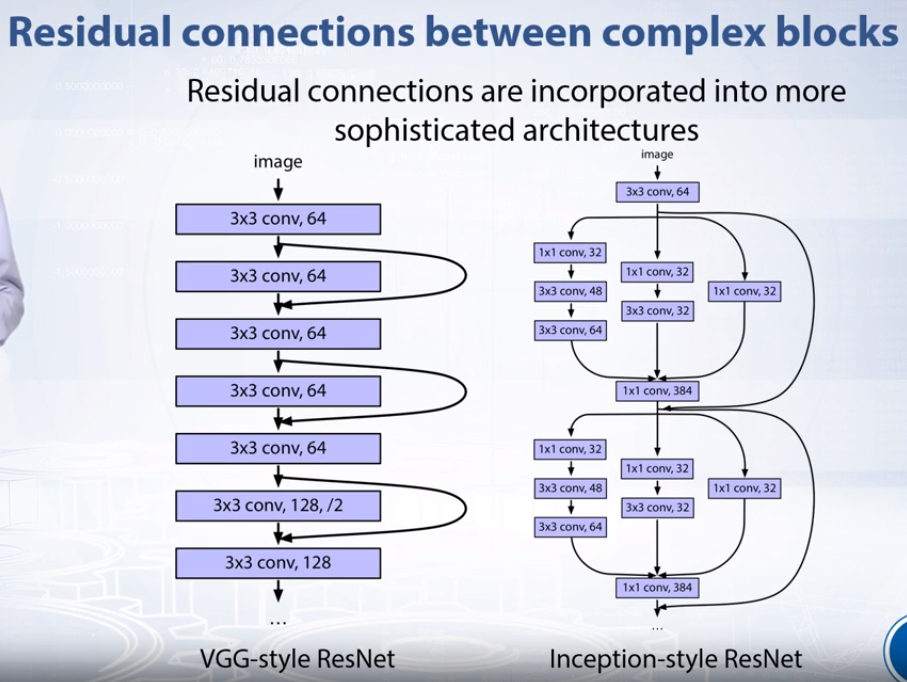 Residual connections between complex blocks
Residual connections are incorporated into more
sophisticated architectures
image
3x3 conv, 64
3x3 conv, 64
3x3 conv, 64
3x3 conv, 64
3x3 conv, 64
3x3 conv, 128, /2
3x3 conv, 128
...
VGG-style ResNet
image
3x3 conv, 64
1x1 conv, 32
3x3 conv, 48
3x3 conv, 64
1x1 conv, 32
3x3 conv, 32
1x1 conv, 32
1x1 conv, 384
1x1 conv, 32
3x3 conv, 48
3x3 conv, 64
1x1 conv, 32
3x3 conv, 32
1x1 conv, 32
1x1 conv, 384
...
Inception-style ResNet